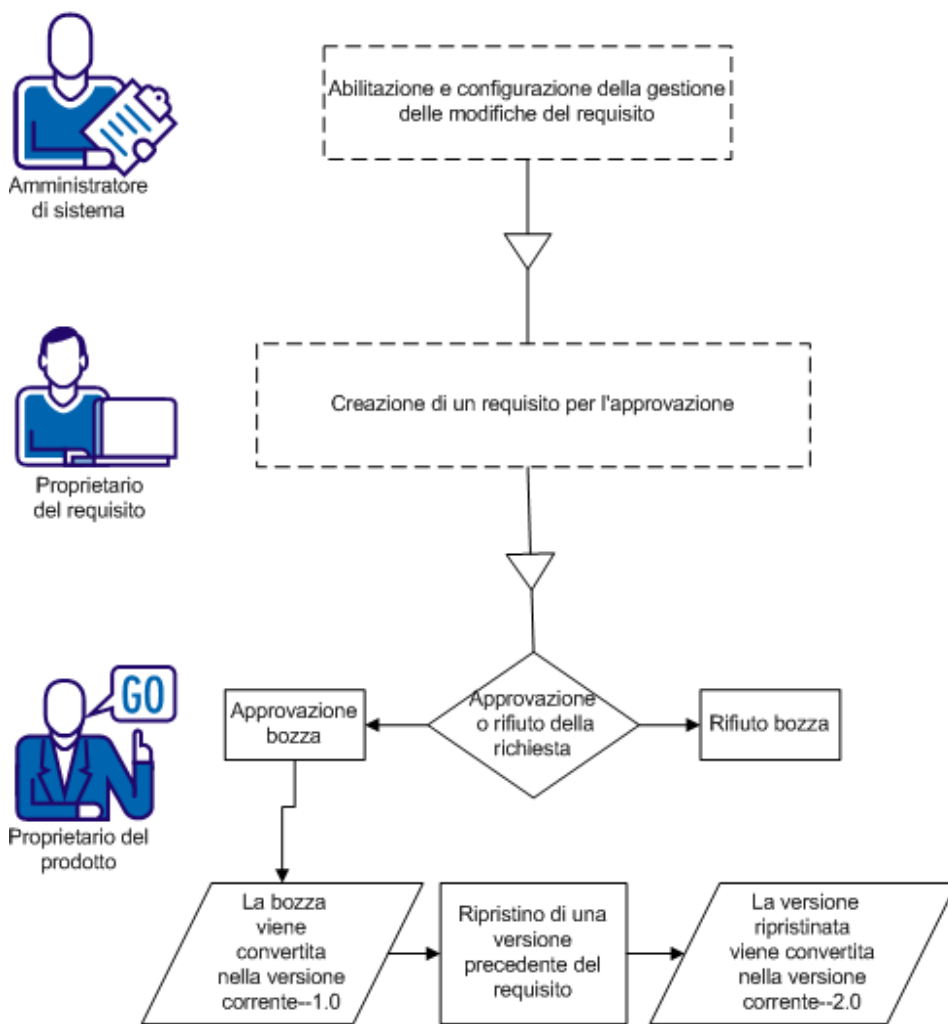 Abilitazione e configurazione della gestione
delle modifiche del requisito
Amministratore
di sistema
Creazione di un requisito per l'approvazione
Proprietario
del requisito
GO
Approvazione
bozza
Approvazione
o rifiuto della
richiesta
Rifiuto bozza
Proprietario del
prodotto
La bozza
viene
convertita
nella versione
corrente--1.0
Ripristino di una
versione
precedente del
requisito
La versione
ripristinata
viene convertita
nella versione
corrente--2.0